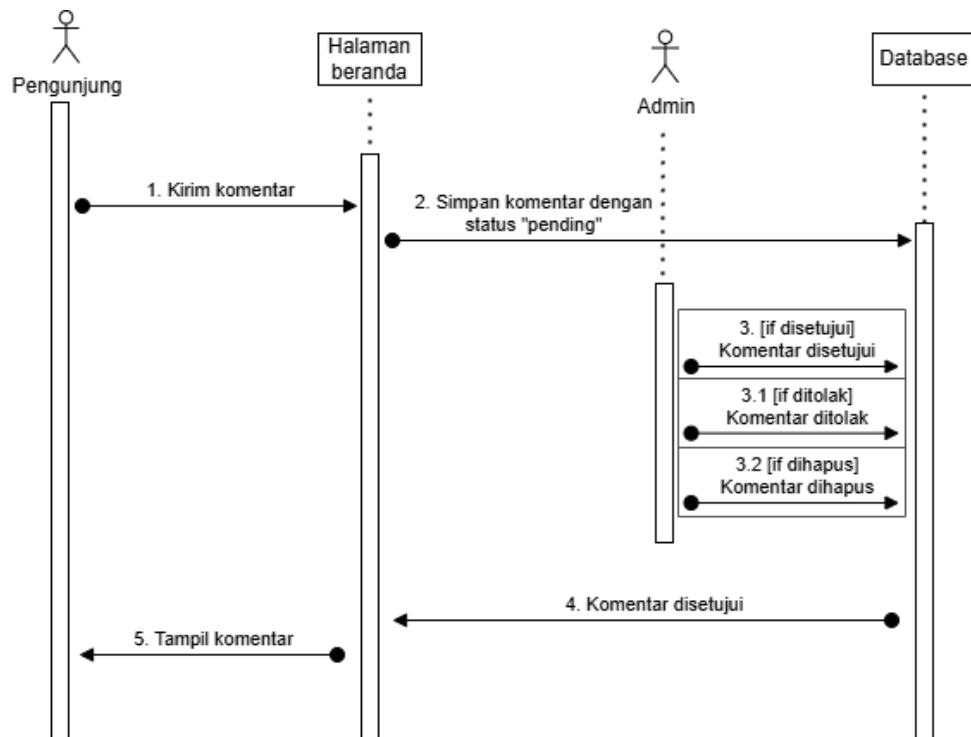 Pengunjung
Halaman
beranda
Admin
Database
1. Kirim komentar
2. Simpan komentar dengan
status "pending"
3. [if disetujui]
Komentar disetujui
3.1 [if ditolak]
Komentar ditolak
3.2 [if dihapus]
Komentar dihapus
4. Komentar disetujui
5. Tampil komentar